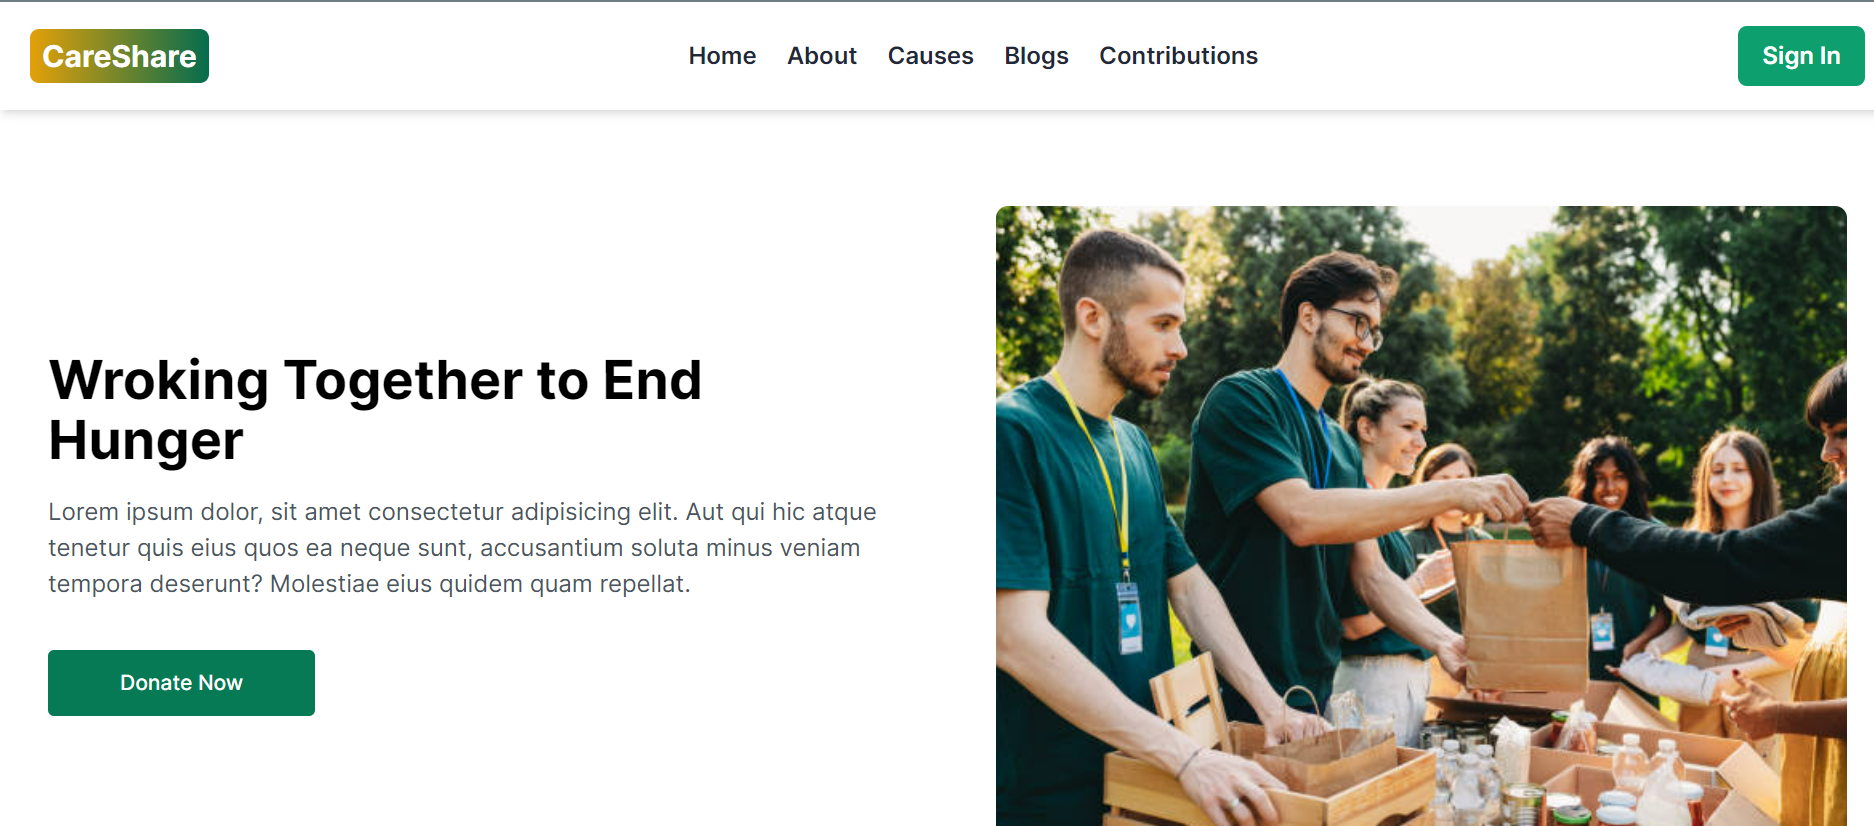 CareShare
Home About Causes Blogs Contributions
Sign In
Wroking Together to End
Hunger
Lorem ipsum dolor, sit amet consectetur adipisicing elit. Aut qui hic atque
tenetur quis eius quos ea neque sunt, accusantium soluta minus veniam
tempora deserunt? Molestiae eius quidem quam repellat.
Donate Now